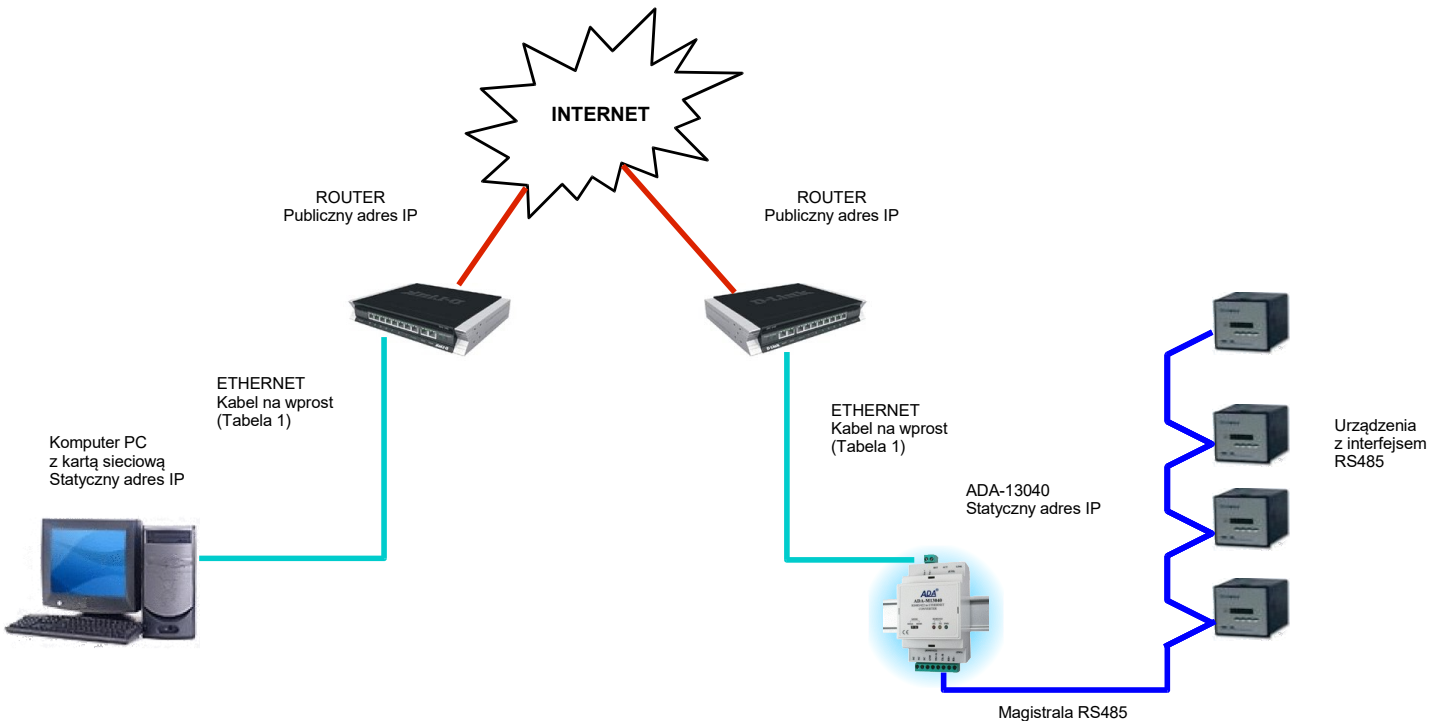 INTERNET
ROUTER
Publiczny adres IP
ROUTER
Publiczny adres IP
D-Link
ETHERNET
Kabel na wprost
(Tabela 1)
ETHERNET
Kabel na wprost
(Tabela 1)
Komputer PC
z kartą sieciową
Statyczny adres IP
Urządzenia
z interfejsem
RS485
ADA-13040
Statyczny adres IP
ADA
Magistrala RS485